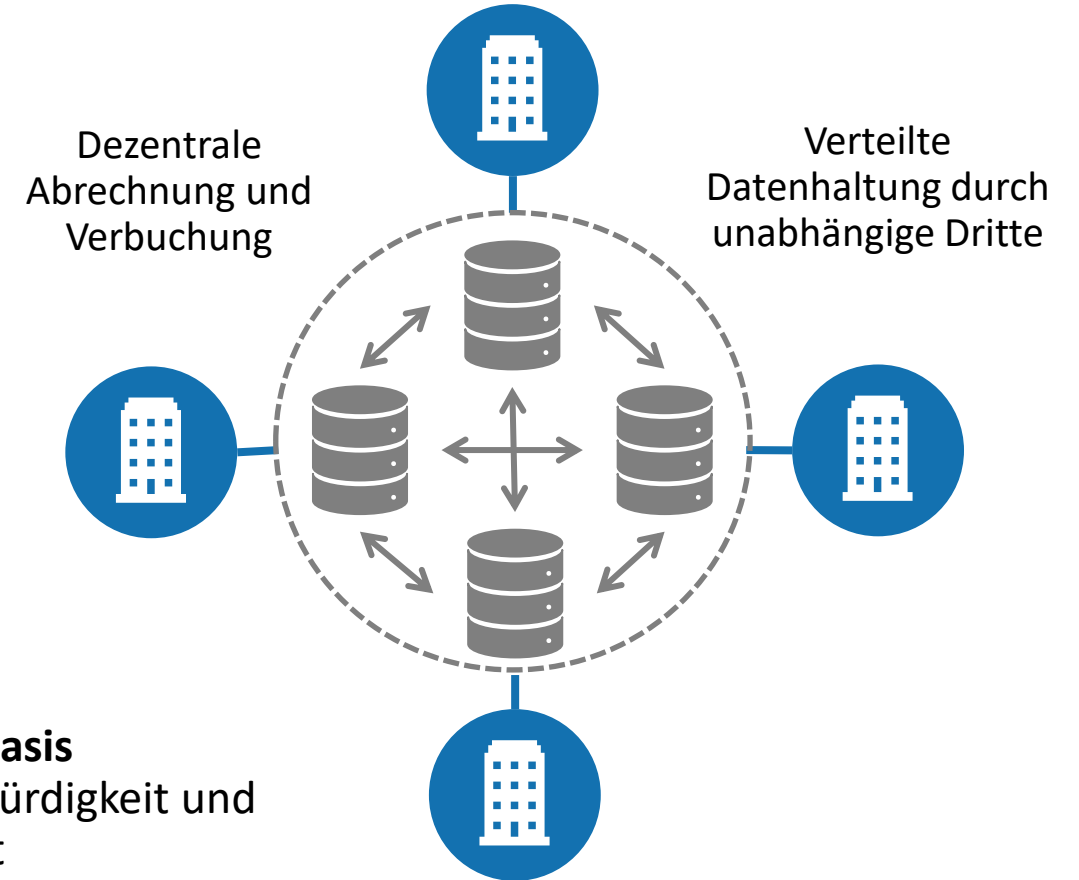 Dezentrale
Abrechnung und
Verbuchung
Verteilte
Datenhaltung durch
unabhängige Dritte
asis
ürdigkeit und
t